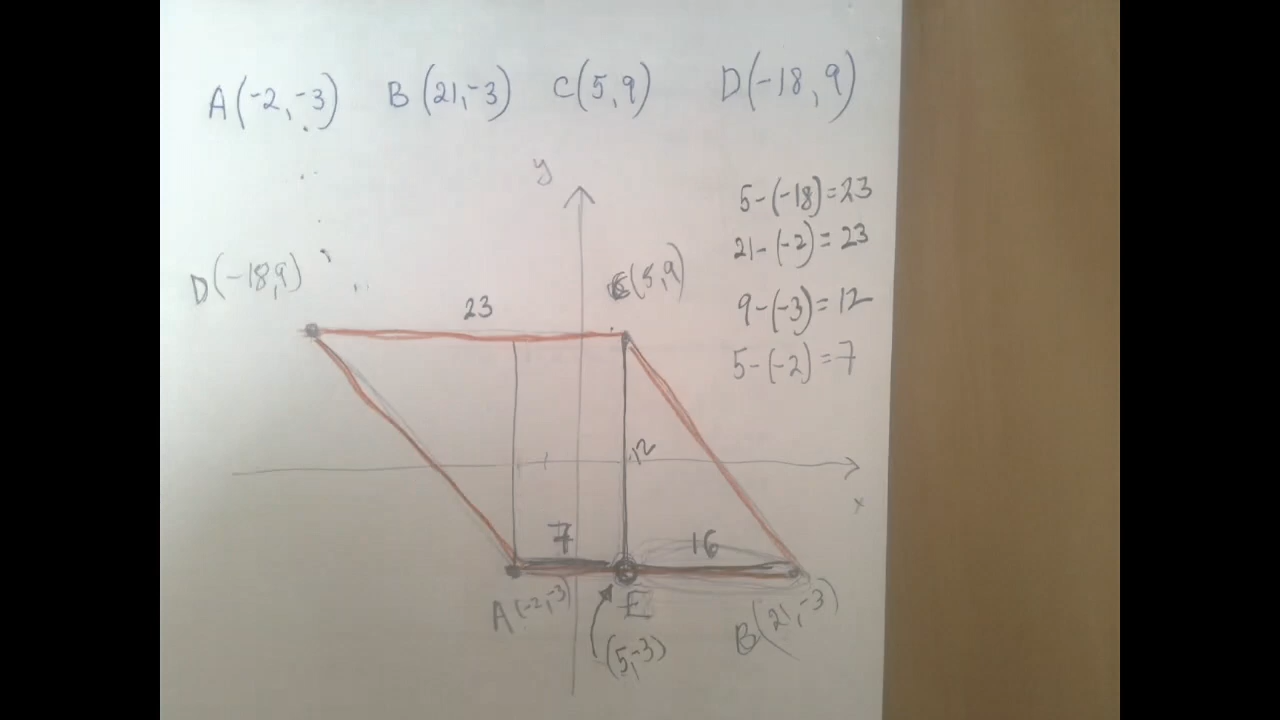 A(-2,-3) B(21,-3) C(5,9) D(-18,9)
y
5-(-18)=23
21-(-2)=23
9-(-3)=12
5-(-2)=7
D(-18,9)
23
C(5,9)
12
x
7
16
A(-2,-3)
E
B(21,-3)
(5,-3)